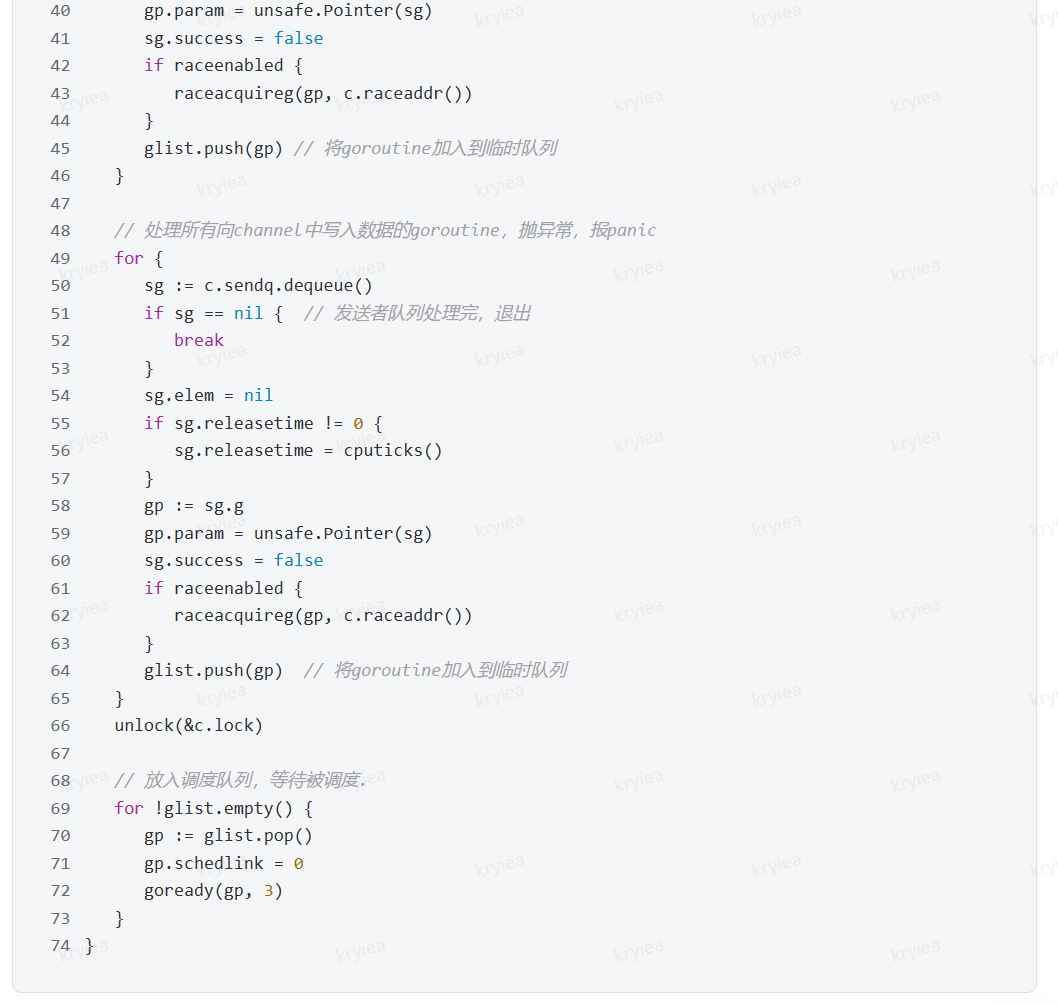 40 gp.param = unsafe.Pointer(sg)
41 sg.success = false
42 if raceenabled {
43 raceacquireg(gp, c.raceaddr())
44 }
45 glist.push(gp) // 将goroutine加入到临时队列
46 }
47
48 // 处理所有向channel中写入数据的goroutine，抛异常，报panic
49 for {
50 sg := c.sendq.dequeue()
51 if sg == nil { // 发送者队列处理完，退出
52 break
53 }
54 sg.elem = nil
55 if sg.releasetime != 0 {
56 sg.releasetime = cputicks()
57 }
58 gp := sg.g
59 gp.param = unsafe.Pointer(sg)
60 sg.success = false
61 if raceenabled {
62 raceacquireg(gp, c.raceaddr())
63 }
64 glist.push(gp) // 将goroutine加入到临时队列
65 }
66 unlock(&c.lock)
67
68 // 放入调度队列，等待被调度.
69 for !glist.empty() {
70 gp := glist.pop()
71 gp.schedlink = 0
72 goready(gp, 3)
73 }
74 }
kryiea